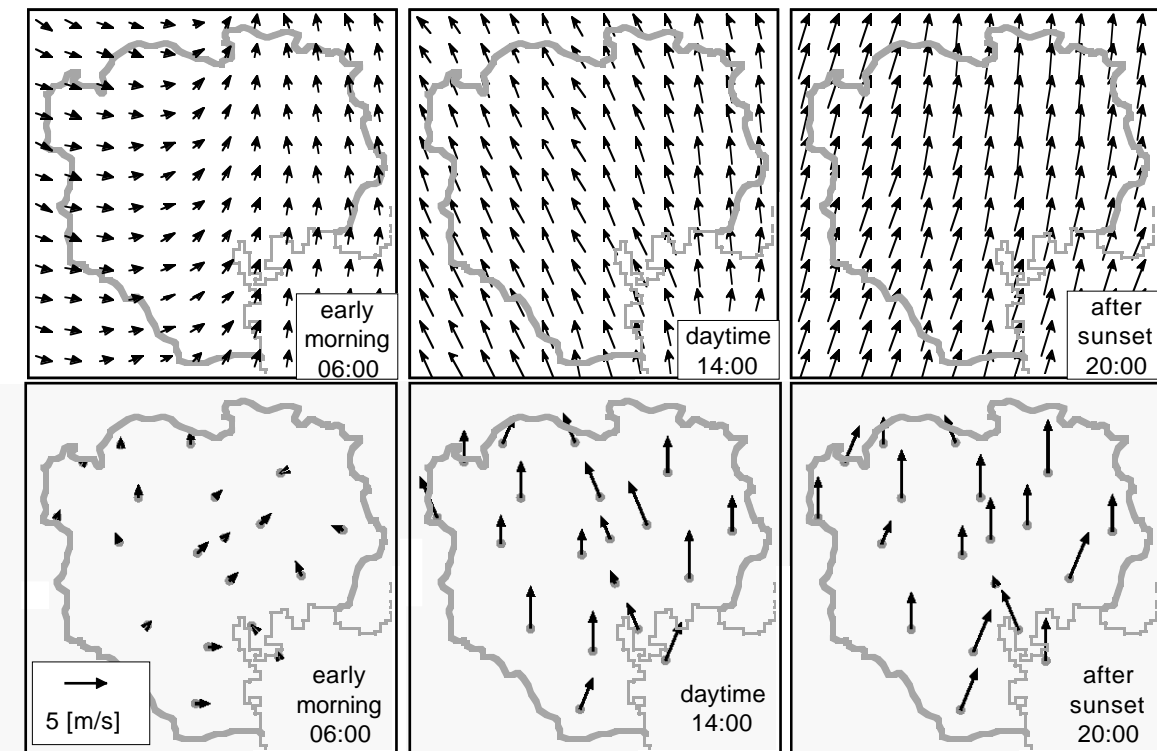 early
morning
06:00
daytime
14:00
after
sunset
20:00
5 [m/s]
early
morning
06:00
daytime
14:00
after
sunset
20:00